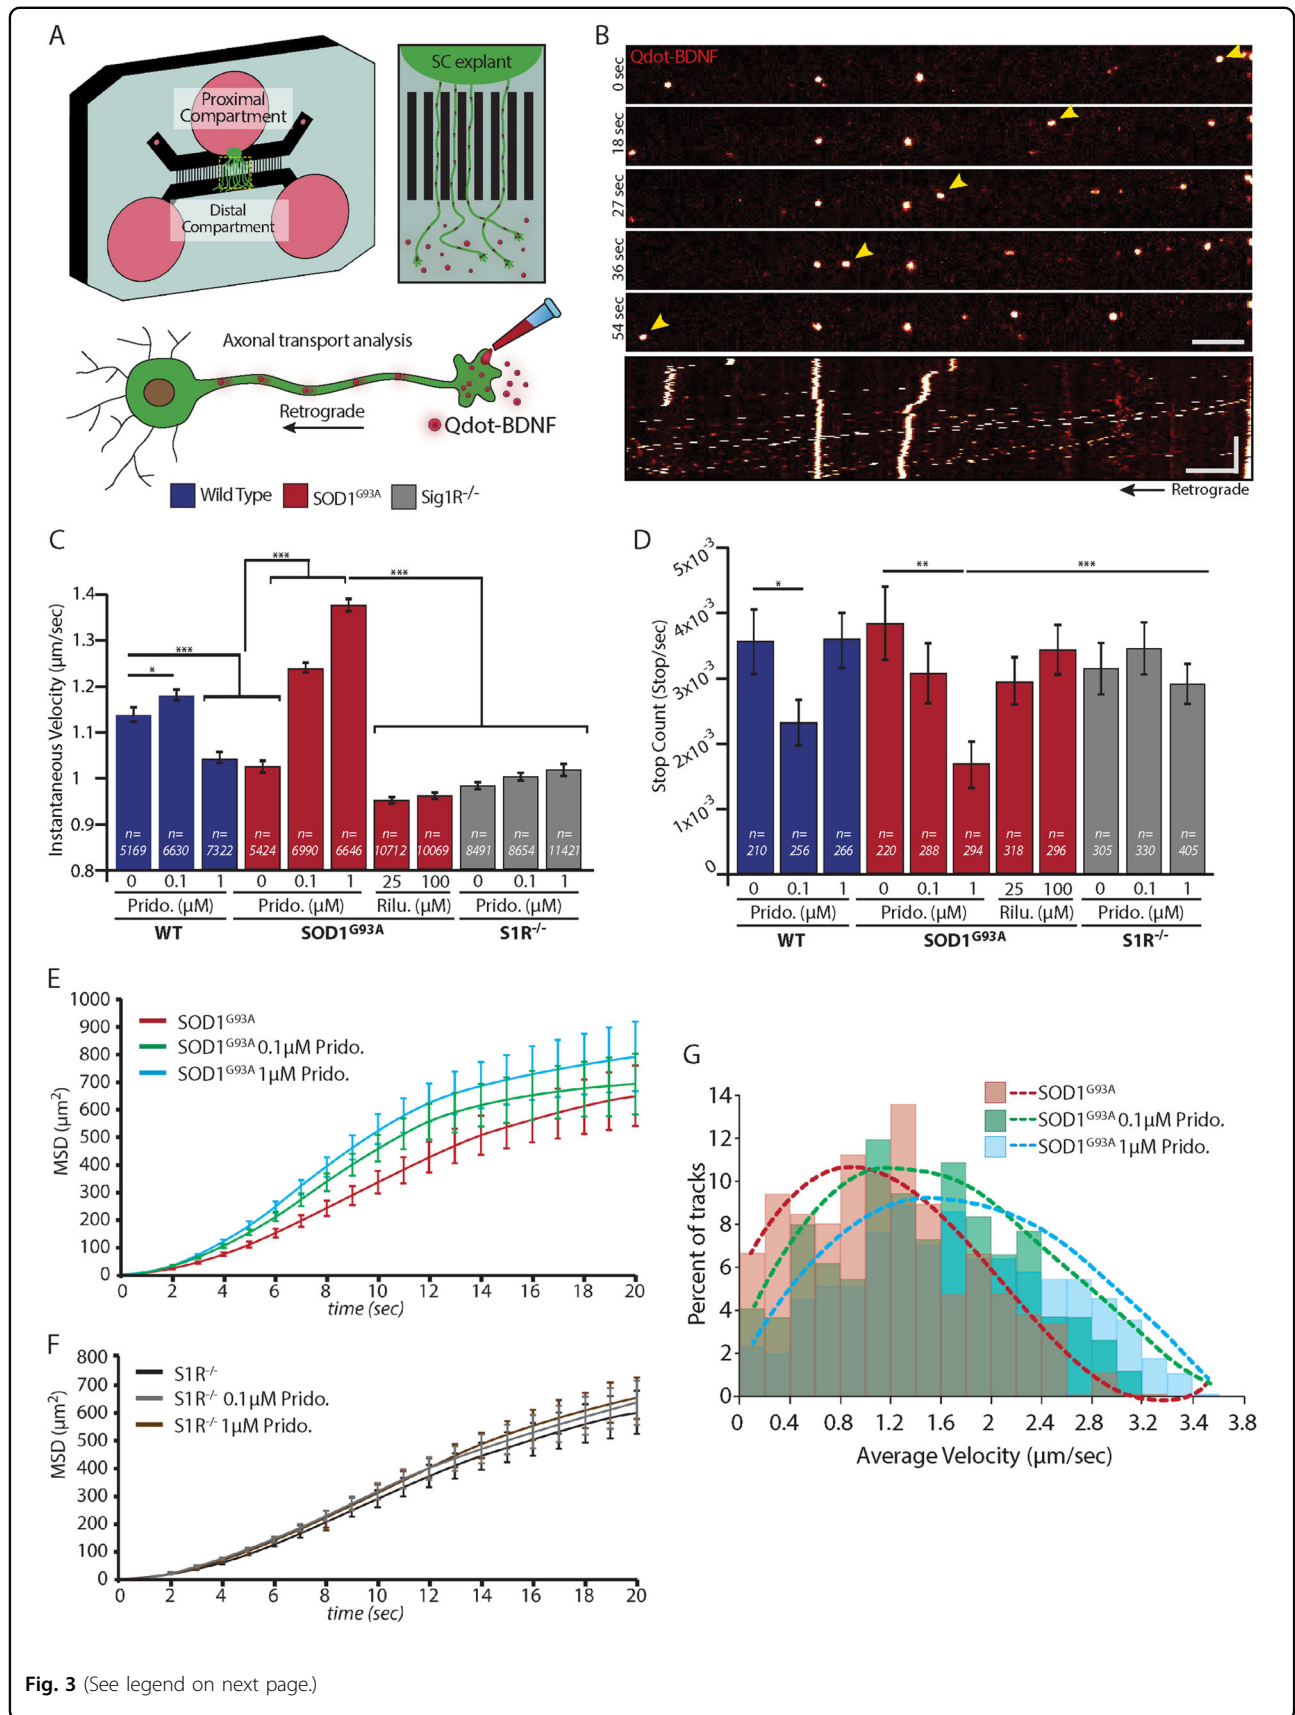 A
Proximal
Compartment
Distal
Compartment
SC explant
Axonal transport analysis
Retrograde
Qdot-BDNF
B
Qdot-BDNF
0 sec
18 sec
27 sec
36 sec
54 sec
Retrograde
Wild Type
SOD1G93A
Sig1R-/-
C
Instantaneous Velocity (µm/sec)
1.4
1.3
1.2
1.1
1
0.9
0.8
***
***
***
*
n= 5169
n= 6630
n= 7322
n= 5424
n= 6990
n= 6646
n= 10712
n= 10069
n= 8491
n= 8654
n= 11421
0 0.1 1 0 0.1 1 25 100 0 0.1 1
Prido. (µM) Prido. (µM) Rilu. (µM) Prido. (µM)
WT SOD1G93A S1R-/-
D
Stop Count (Stop/sec)
5x10-3
4x10-3
3x10-3
2x10-3
1x10-3
0
*
**
***
n= 210
n= 256
n= 266
n= 220
n= 288
n= 294
n= 318
n= 296
n= 305
n= 330
n= 405
0 0.1 1 0 0.1 1 25 100 0 0.1 1
Prido. (µM) Prido. (µM) Rilu. (µM) Prido. (µM)
WT SOD1G93A S1R-/-
E
MSD (µm2)
1000
900
800
700
600
500
400
300
200
100
0
SOD1G93A
SOD1G93A 0.1µM Prido.
SOD1G93A 1µM Prido.
0 2 4 6 8 10 12 14 16 18 20
time (sec)
F
MSD (µm2)
800
700
600
500
400
300
200
100
0
S1R-/-
S1R-/- 0.1µM Prido.
S1R-/- 1µM Prido.
0 2 4 6 8 10 12 14 16 18 20
time (sec)
G
Percent of tracks
14
12
10
8
6
4
2
0
SOD1G93A
SOD1G93A 0.1µM Prido.
SOD1G93A 1µM Prido.
0 0.4 0.8 1.2 1.6 2 2.4 2.8 3.2 3.4 3.8
Average Velocity (µm/sec)
Fig. 3 (See legend on next page.)